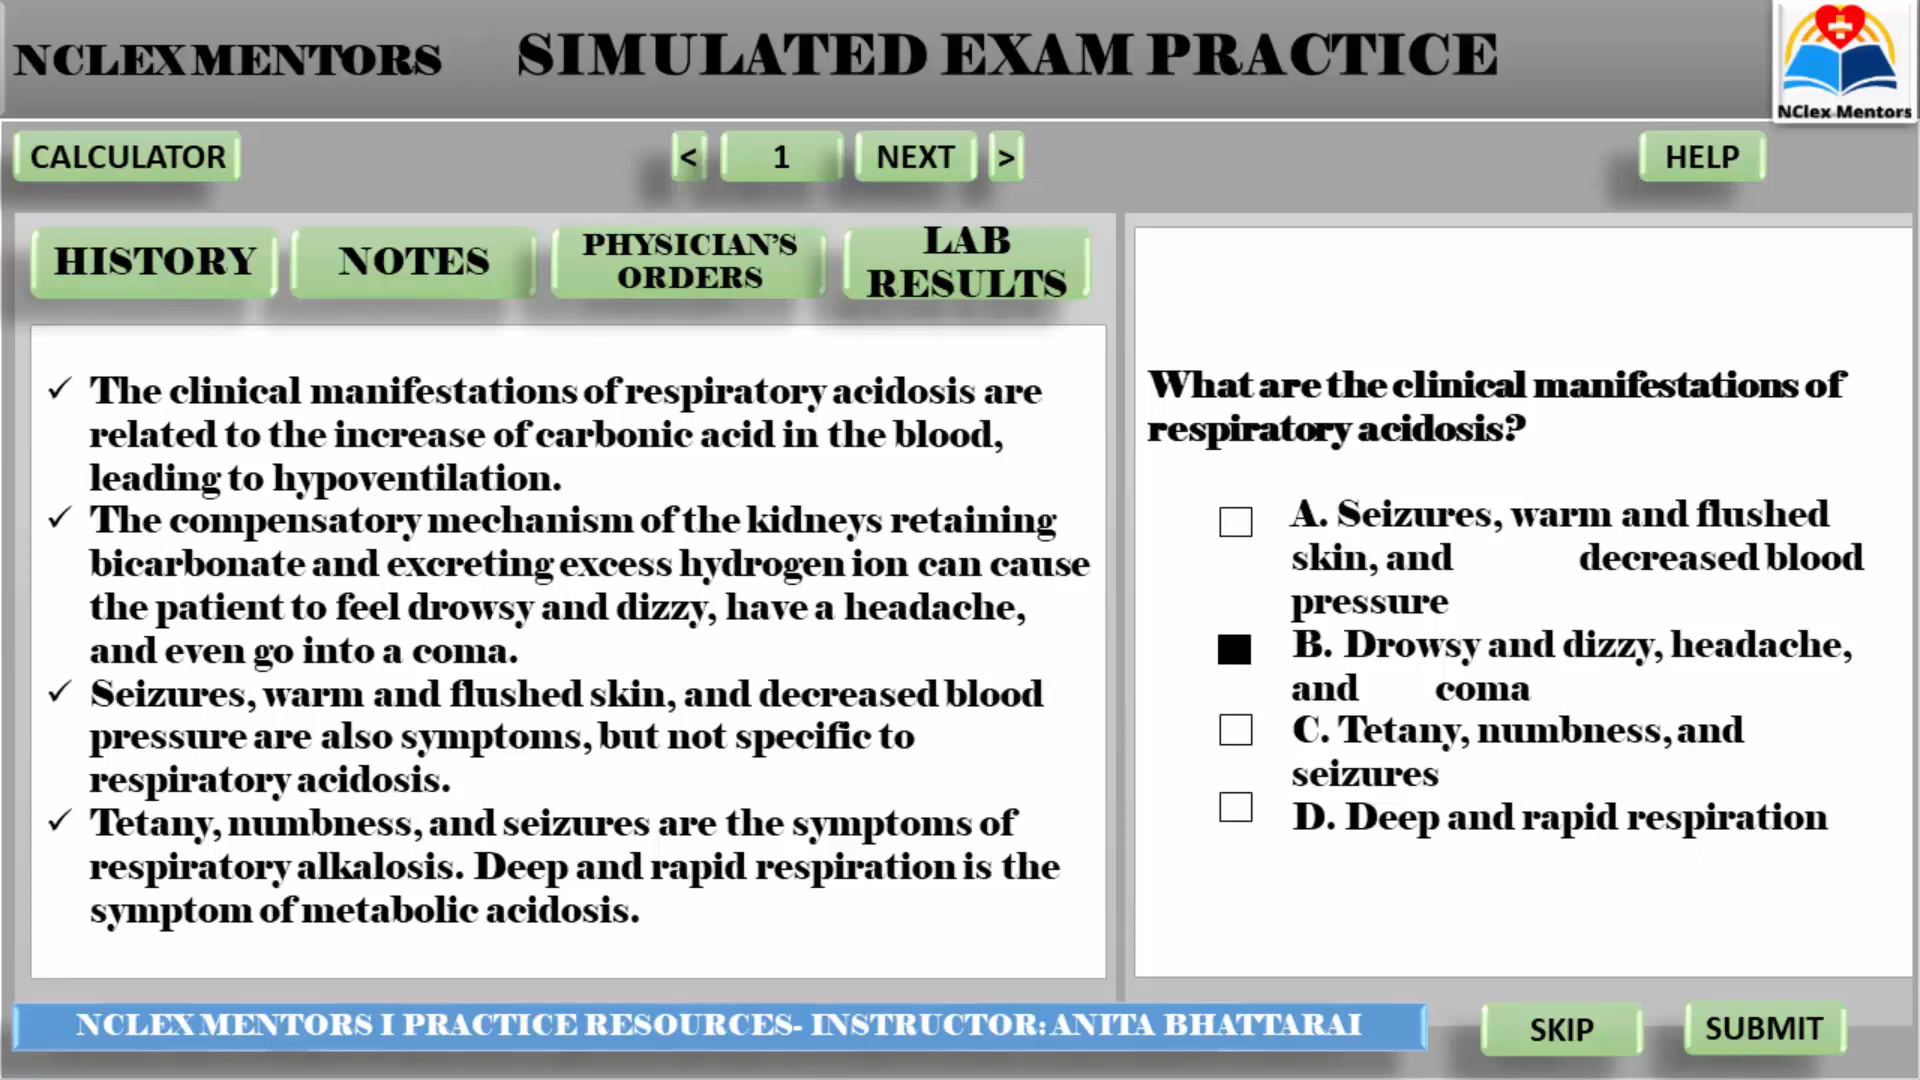 NCLEX MENTORS
SIMULATED EXAM PRACTICE
NClex Mentors
CALCULATOR
<
1
NEXT
>
HELP
HISTORY
NOTES
PHYSICIAN'S
ORDERS
LAB
RESULTS
✓ The clinical manifestations of respiratory acidosis are
related to the increase of carbonic acid in the blood,
leading to hypoventilation.
✓ The compensatory mechanism of the kidneys retaining
bicarbonate and excreting excess hydrogen ion can cause
the patient to feel drowsy and dizzy, have a headache,
and even go into a coma.
✓ Seizures, warm and flushed skin, and decreased blood
pressure are also symptoms, but not specific to
respiratory acidosis.
✓ Tetany, numbness, and seizures are the symptoms of
respiratory alkalosis. Deep and rapid respiration is the
symptom of metabolic acidosis.
What are the clinical manifestations of
respiratory acidosis?
A. Seizures, warm and flushed
skin, and decreased blood
pressure
B. Drowsy and dizzy, headache,
and coma
C. Tetany, numbness, and
seizures
D. Deep and rapid respiration
NCLEX MENTORS I PRACTICE RESOURCES- INSTRUCTOR: ANITA BHATTARAI
SKIP
SUBMIT